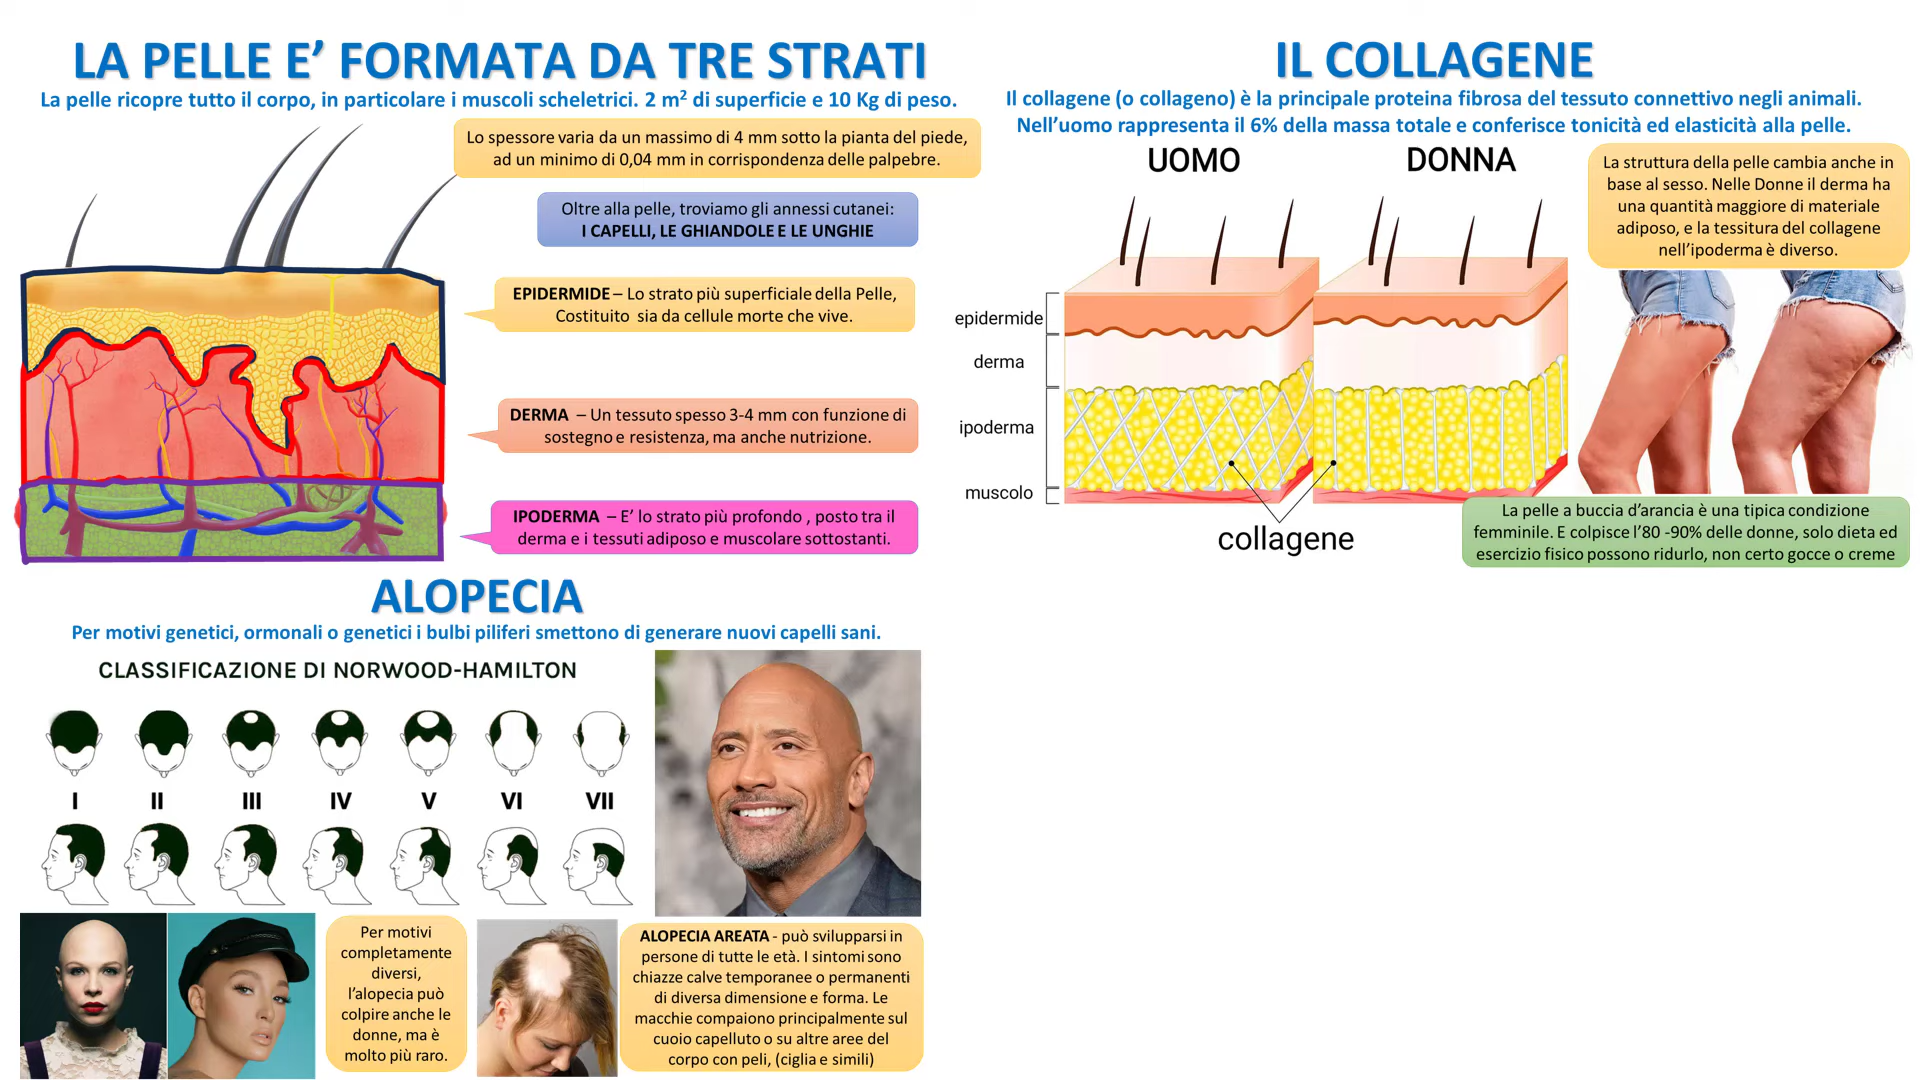 LA PELLE E’ FORMATA DA TRE STRATI
La pelle ricopre tutto il corpo, in particolare i muscoli scheletrici. 2 m² di superficie e 10 Kg di peso.
Lo spessore varia da un massimo di 4 mm sotto la pianta del piede,
ad un minimo di 0,04 mm in corrispondenza delle palpebre.
Oltre alla pelle, troviamo gli annessi cutanei:
I CAPELLI, LE GHIANDOLE E LE UNGHIE
EPIDERMIDE – Lo strato più superficiale della Pelle,
Costituito sia da cellule morte che vive.
DERMA – Un tessuto spesso 3-4 mm con funzione di
sostegno e resistenza, ma anche nutrizione.
IPODERMA – E’ lo strato più profondo , posto tra il
derma e i tessuti adiposo e muscolare sottostanti.
IL COLLAGENE
Il collagene (o collageno) è la principale proteina fibrosa del tessuto connettivo negli animali.
Nell’uomo rappresenta il 6% della massa totale e conferisce tonicità ed elasticità alla pelle.
UOMO
DONNA
La struttura della pelle cambia anche in
base al sesso. Nelle Donne il derma ha
una quantità maggiore di materiale
adiposo, e la tessitura del collagene
nell’ipoderma è diverso.
epidermide
derma
ipoderma
muscolo
collagene
La pelle a buccia d’arancia è una tipica condizione
femminile. E colpisce l’80 -90% delle donne, solo dieta ed
esercizio fisico possono ridurlo, non certo gocce o creme
ALOPECIA
Per motivi genetici, ormonali o genetici i bulbi piliferi smettono di generare nuovi capelli sani.
CLASSIFICAZIONE DI NORWOOD-HAMILTON
I II III IV V VI VII
Per motivi
completamente
diversi,
l’alopecia può
colpire anche le
donne, ma è
molto più raro.
ALOPECIA AREATA - può svilupparsi in
persone di tutte le età. I sintomi sono
chiazze calve temporanee o permanenti
di diversa dimensione e forma. Le
macchie compaiono principalmente sul
cuoio capelluto o su altre aree del
corpo con peli, (ciglia e simili)